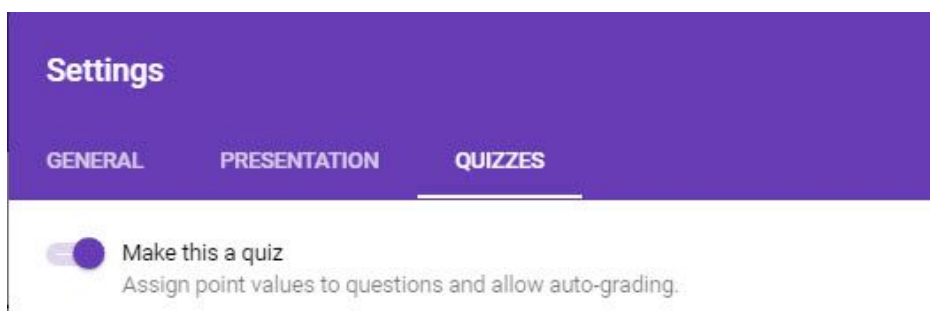 Settings
GENERAL PRESENTATION QUIZZES
Make this a quiz
Assign point values to questions and allow auto-grading.